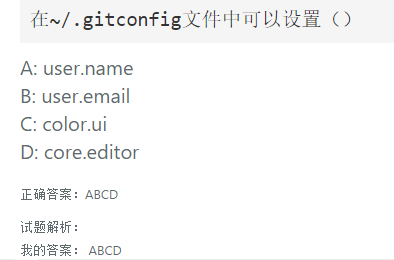 在~/.gitconfig文件中可以设置（）
A: user.name
B: user.email
C: color.ui
D: core.editor
正确答案：ABCD
试题解析：
我的答案： ABCD